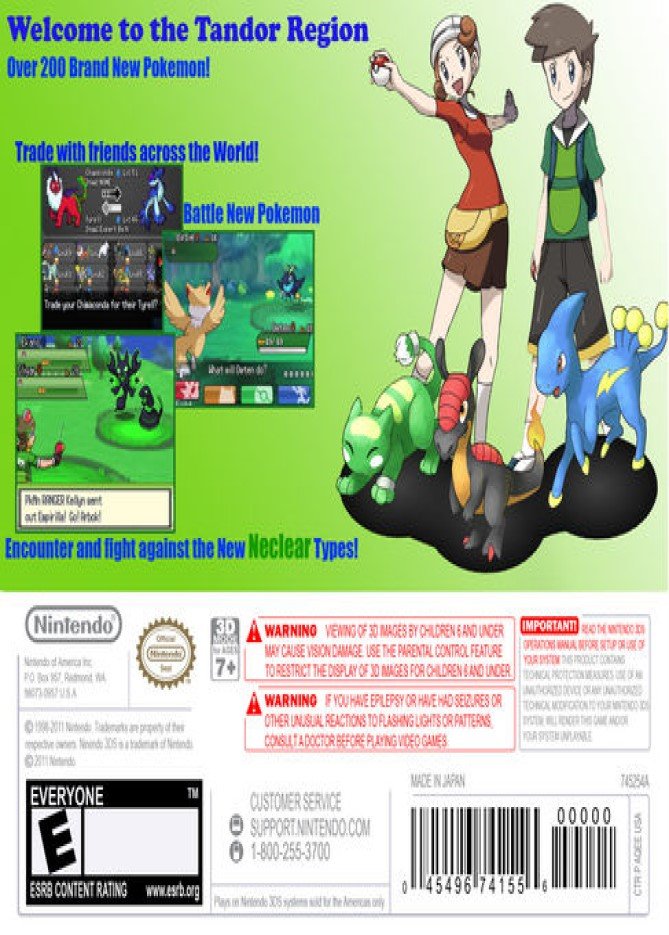 Welcome to the Tandor Region
Over 200 Brand New Pokemon!
Trade with friends across the World!
Battle New Pokemon
Trade your Chimaconda for their Tyrell?
What will Owten do?
PkMn RANGER Kellyn sent
out Empirilla! Go! Arbok!
Encounter and fight against the New Neclear Types!
Nintendo
Nintendo of America Inc.
P.O. Box 957, Redmond, WA
98073-0957 U.S.A.
Official
Nintendo
Seal
3D
MODE
for AGES
7+
WARNING VIEWING OF 3D IMAGES BY CHILDREN 6 AND UNDER
MAY CAUSE VISION DAMAGE. USE THE PARENTAL CONTROL FEATURE
TO RESTRICT THE DISPLAY OF 3D IMAGES FOR CHILDREN 6 AND UNDER.
WARNING IF YOU HAVE EPILEPSY OR HAVE HAD SEIZURES OR
OTHER UNUSUAL REACTIONS TO FLASHING LIGHTS OR PATTERNS,
CONSULT A DOCTOR BEFORE PLAYING VIDEO GAMES.
IMPORTANT! READ THE NINTENDO 3DS
OPERATIONS MANUAL BEFORE SETUP OR USE OF
YOUR SYSTEM. THIS PRODUCT CONTAINS
TECHNICAL PROTECTION MEASURES. USE OF AN
UNAUTHORIZED DEVICE OR ANY UNAUTHORIZED
TECHNICAL MODIFICATION TO YOUR NINTENDO 3DS
SYSTEM, WILL RENDER THIS GAME AND/OR
YOUR SYSTEM UNPLAYABLE.
© 1998-2011 Nintendo. Trademarks are property of their
respective owners. Nintendo 3DS is a trademark of Nintendo.
© 2011 Nintendo.
EVERYONE
TM
E
ESRB CONTENT RATING www.esrb.org
CUSTOMER SERVICE
SUPPORT.NINTENDO.COM
1-800-255-3700
Plays on Nintendo 3DS systems sold for the Americas only.
MADE IN JAPAN
745254A
00000
0 45496 74155 6
CTR-P-AQEE-USA